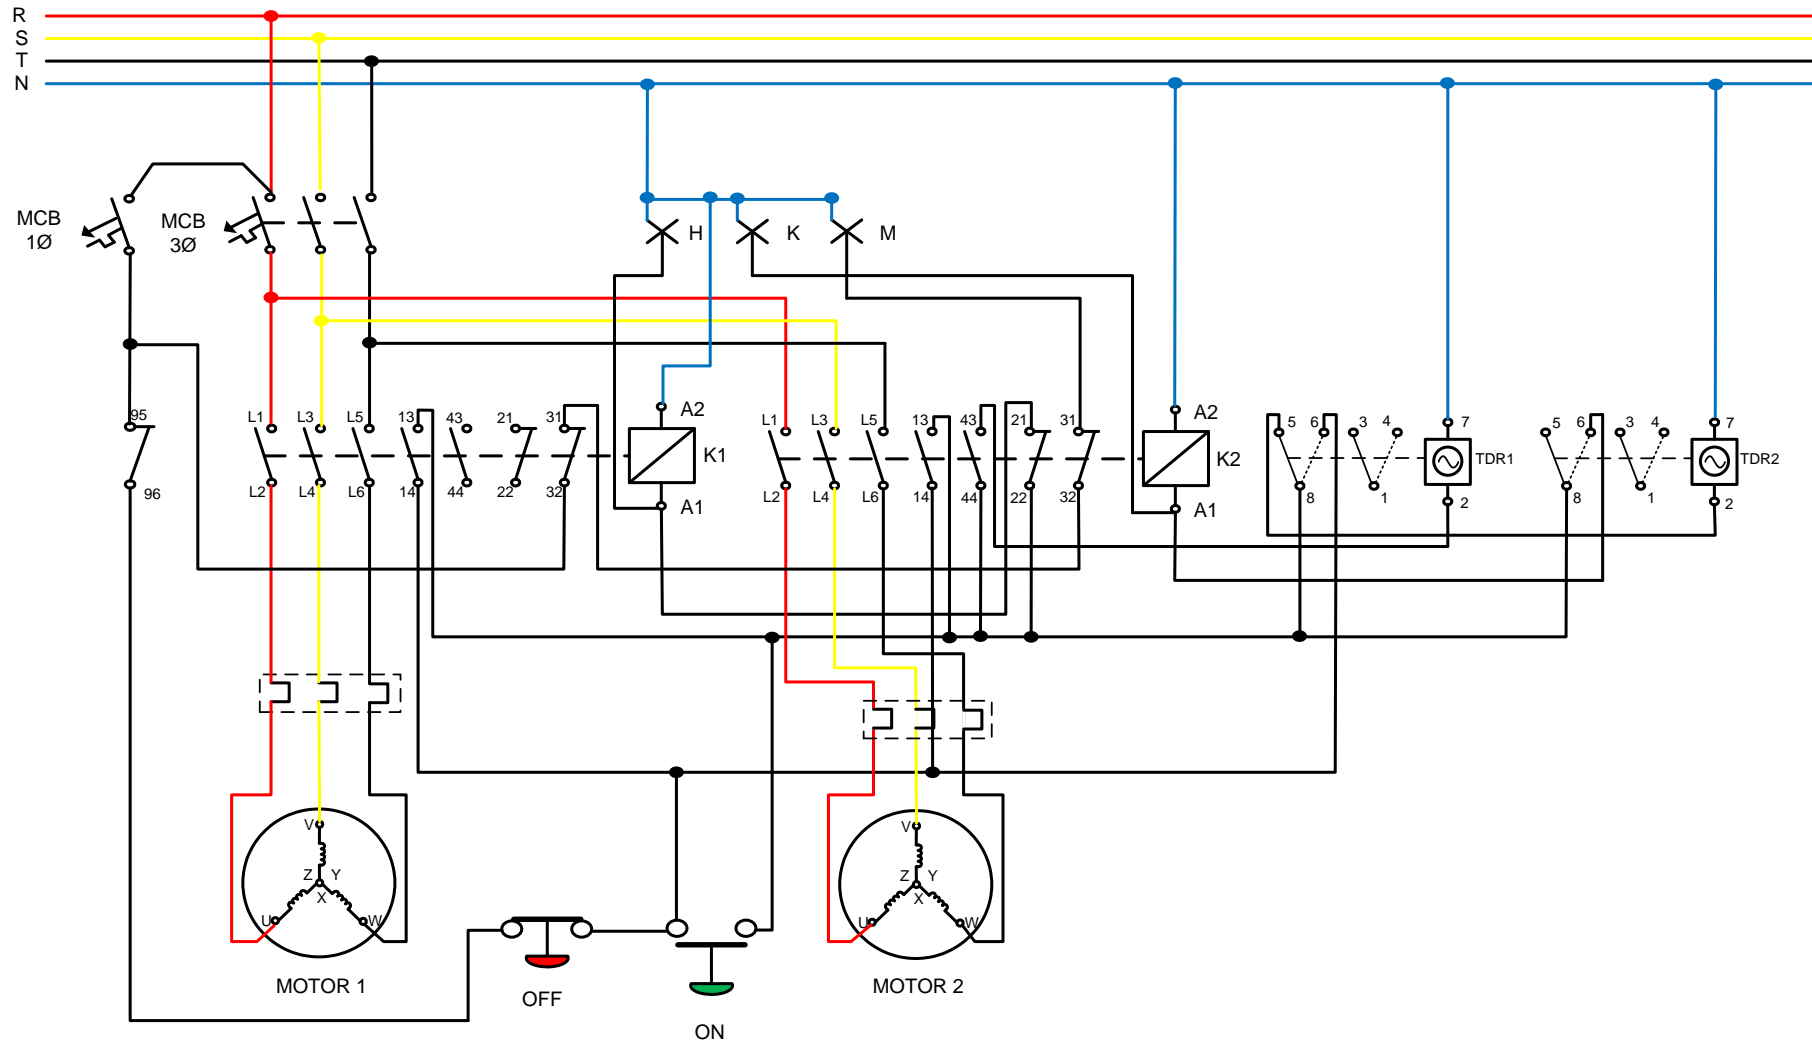 R
S
T
N
MCB
1Ø
MCB
3Ø
H
K
M
95
96
L1
L3
L5
13
43
21
31
L2
L4
L6
14
44
22
32
A2
K1
A1
L1
L3
L5
13
43
21
31
L2
L4
L6
14
44
22
32
A2
K2
A1
5
6
3
4
7
8
1
2
TDR1
5
6
3
4
7
8
1
2
TDR2
V
Z
Y
X
U
W
MOTOR 1
V
Z
Y
X
U
W
MOTOR 2
OFF
ON